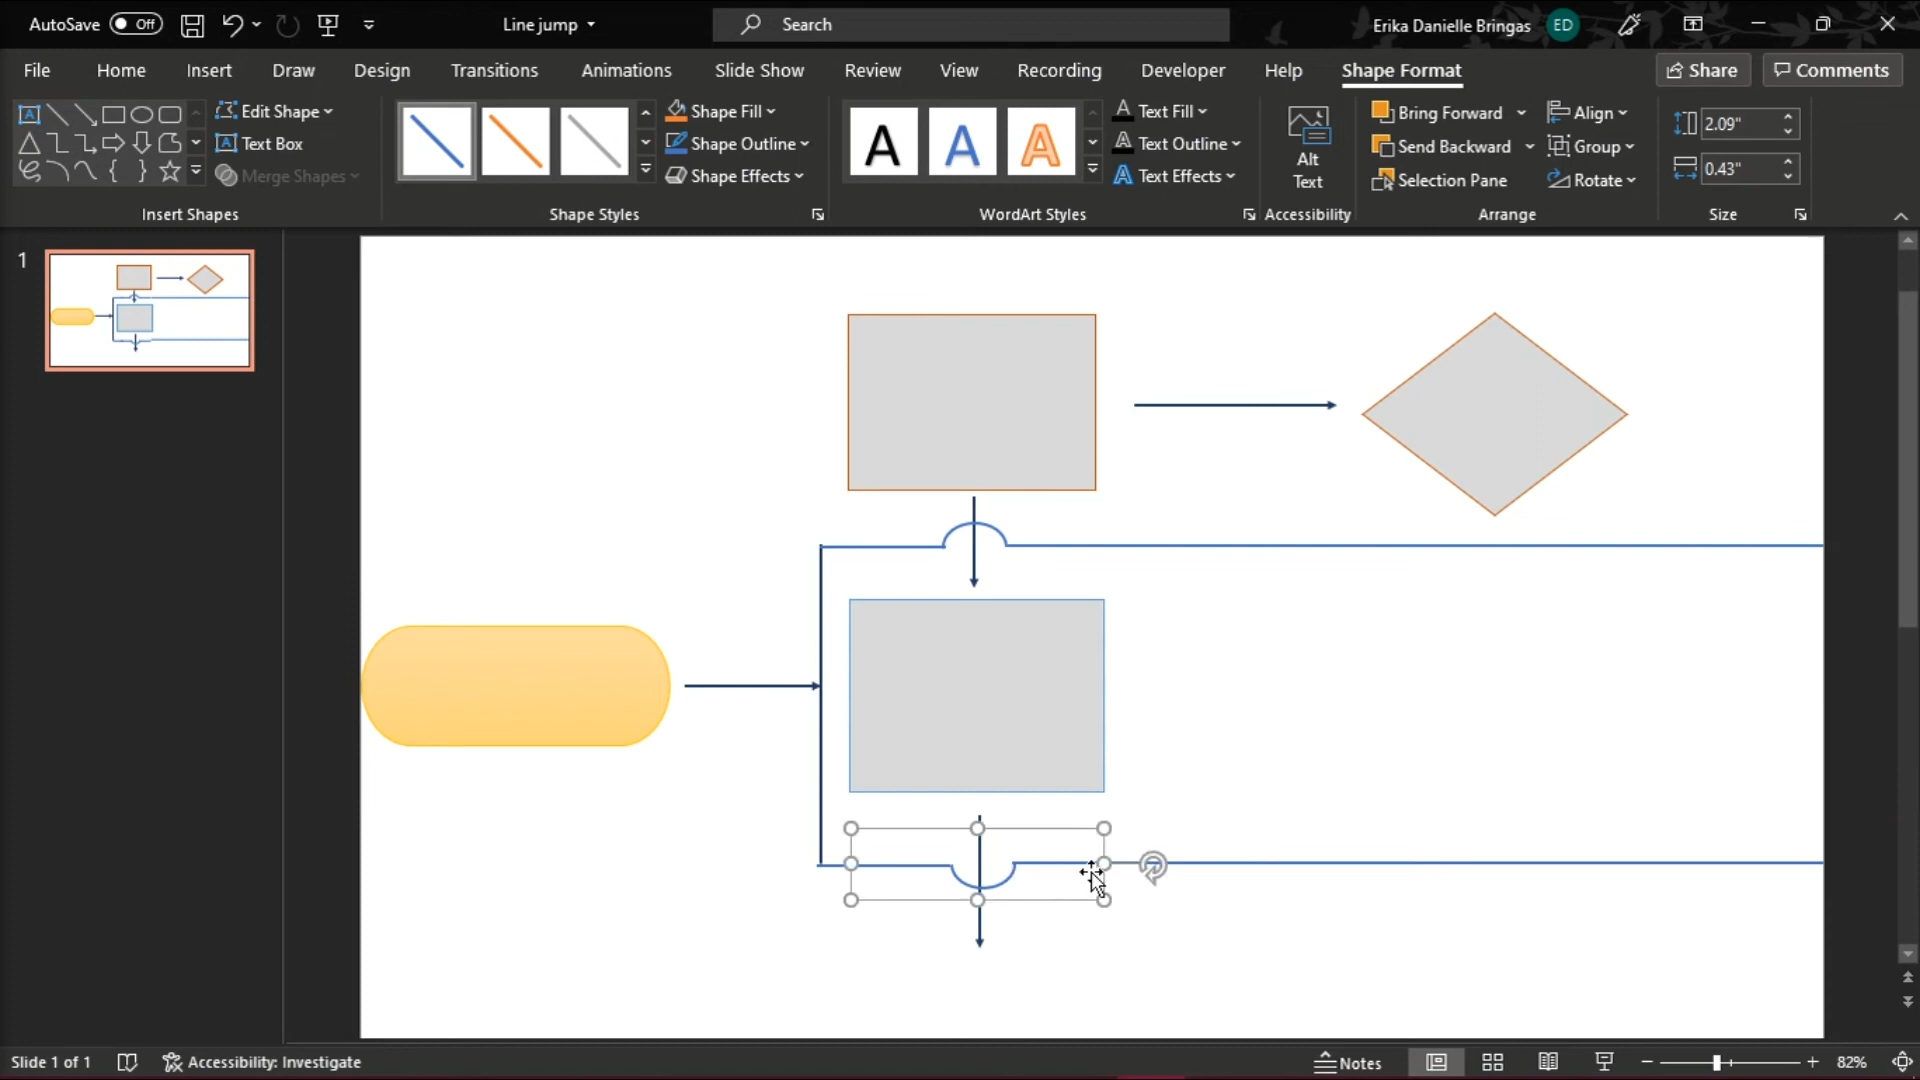 AutoSave Off Line jump Search Erika Danielle Bringas ED
File Home Insert Draw Design Transitions Animations Slide Show Review View Recording Developer Help Shape Format Share Comments
Edit Shape
Text Box
Merge Shapes
Insert Shapes
Shape Fill
Shape Outline
Shape Effects
Shape Styles
A A A
Text Fill
Text Outline
Text Effects
WordArt Styles
Alt
Text
Accessibility
Bring Forward
Send Backward
Selection Pane
Align
Group
Rotate
Arrange
2.09"
0.43"
Size
1
Slide 1 of 1 Accessibility: Investigate Notes 82%